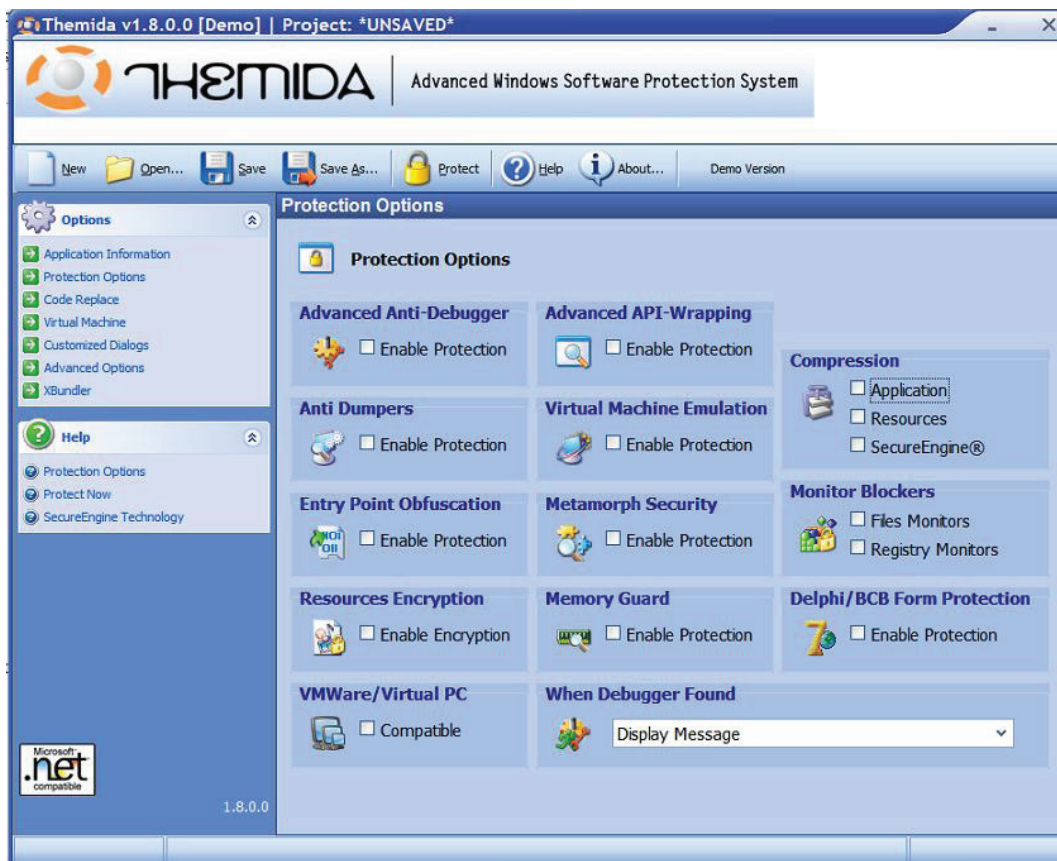 Themida v1.8.0.0 [Demo] | Project: *UNSAVED*
THEMIDA
Advanced Windows Software Protection System
New
Open...
Save
Save As...
Protect
Help
About...
Demo Version
Options
Application Information
Protection Options
Code Replace
Virtual Machine
Customized Dialogs
Advanced Options
XBundler
Help
Protection Options
Protect Now
SecureEngine Technology
Microsoft
.net
compatible
1.8.0.0
Protection Options
Protection Options
Advanced Anti-Debugger
Enable Protection
Advanced API-Wrapping
Enable Protection
Compression
Application
Resources
SecureEngine®
Anti Dumpers
Enable Protection
Virtual Machine Emulation
Enable Protection
Entry Point Obfuscation
Enable Protection
Metamorph Security
Enable Protection
Monitor Blockers
Files Monitors
Registry Monitors
Resources Encryption
Enable Encryption
Memory Guard
Enable Protection
Delphi/BCB Form Protection
Enable Protection
VMWare/Virtual PC
Compatible
When Debugger Found
Display Message